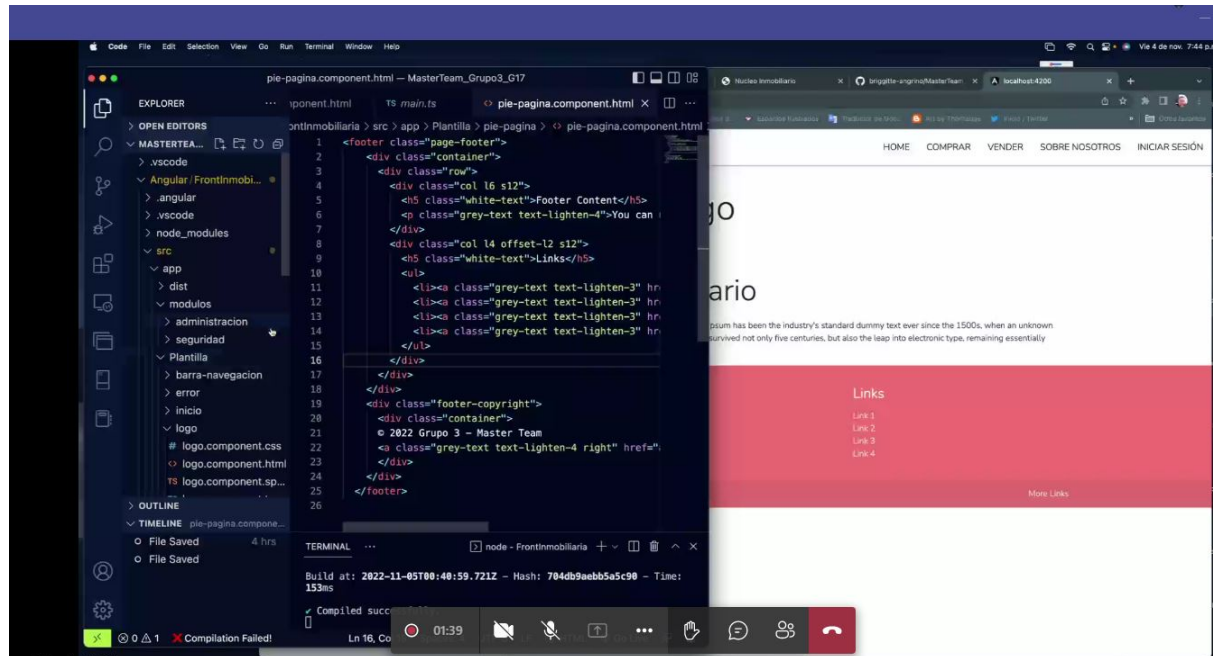 Code File Edit Selection View Go Run Terminal Window Help
Vie 4 de nov. 7:44 p.
pie-pagina.component.html — MasterTeam_Grupo3_G17
Nucleo Inmobiliario
briggitte-angrino/MasterTeam
localhost:4200
EXPLORER
ponent.html
TS main.ts
<> pie-pagina.component.html
OPEN EDITORS
ontInmobiliaria > src > app > Plantilla > pie-pagina > <> pie-pagina.component.html
MASTERTEA...
.vscode
Angular/FrontInmobi...
.angular
.vscode
node_modules
src
app
dist
modulos
administracion
seguridad
Plantilla
barra-navegacion
error
inicio
logo
# logo.component.css
<> logo.component.html
TS logo.component.sp...
OUTLINE
TIMELINE pie-pagina.compone...
File Saved 4 hrs
File Saved
1 <footer class="page-footer">
2 <div class="container">
3 <div class="row">
4 <div class="col l6 s12">
5 <h5 class="white-text">Footer Content</h5>
6 <p class="grey-text text-lighten-4">You can
7 </div>
8 <div class="col l4 offset-l2 s12">
9 <h5 class="white-text">Links</h5>
10 <ul>
11 <li><a class="grey-text text-lighten-3" hr
12 <li><a class="grey-text text-lighten-3" hr
13 <li><a class="grey-text text-lighten-3" hr
14 <li><a class="grey-text text-lighten-3" hr
15 </ul>
16 </div>
17 </div>
18 </div>
19 <div class="footer-copyright">
20 <div class="container">
21 © 2022 Grupo 3 – Master Team
22 <a class="grey-text text-lighten-4 right" href="
23 </div>
24 </div>
25 </footer>
26
TERMINAL
node - FrontInmobiliaria
Build at: 2022-11-05T00:40:59.721Z - Hash: 704db9aebb5a5c90 - Time:
153ms
✔ Compiled succ
0 1 Compilation Failed!
Ln 16, Co
01:39
HOME COMPRAR VENDER SOBRE NOSOTROS INICIAR SESIÓN
go
ario
psum has been the industry's standard dummy text ever since the 1500s, when an unknown
survived not only five centuries, but also the leap into electronic type, remaining essentially
Links
Link 1
Link 2
Link 3
Link 4
More Links